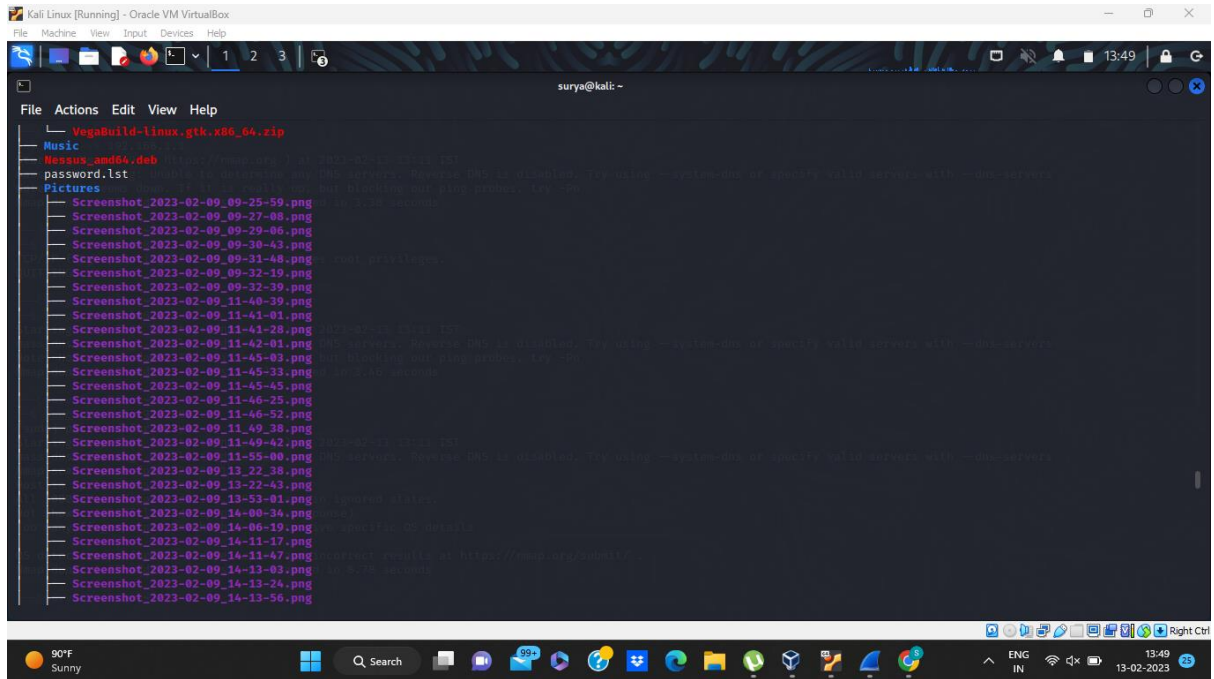 Kali Linux [Running] - Oracle VM VirtualBox
File Machine View Input Devices Help
1 2 3 13:49
surya@kali: ~
File Actions Edit View Help
│ └── VegaBuild-linux.gtk.x86_64.zip
├── Music
├── Nessus_amd64.deb
├── password.lst
├── Pictures
│ ├── Screenshot_2023-02-09_09-25-59.png
│ ├── Screenshot_2023-02-09_09-27-08.png
│ ├── Screenshot_2023-02-09_09-29-06.png
│ ├── Screenshot_2023-02-09_09-30-43.png
│ ├── Screenshot_2023-02-09_09-31-48.png
│ ├── Screenshot_2023-02-09_09-32-19.png
│ ├── Screenshot_2023-02-09_09-32-39.png
│ ├── Screenshot_2023-02-09_11-40-39.png
│ ├── Screenshot_2023-02-09_11-41-01.png
│ ├── Screenshot_2023-02-09_11-41-28.png
│ ├── Screenshot_2023-02-09_11-42-01.png
│ ├── Screenshot_2023-02-09_11-45-03.png
│ ├── Screenshot_2023-02-09_11-45-33.png
│ ├── Screenshot_2023-02-09_11-45-45.png
│ ├── Screenshot_2023-02-09_11-46-25.png
│ ├── Screenshot_2023-02-09_11-46-52.png
│ ├── Screenshot_2023-02-09_11_49_38.png
│ ├── Screenshot_2023-02-09_11-49-42.png
│ ├── Screenshot_2023-02-09_11-55-00.png
│ ├── Screenshot_2023-02-09_13_22_38.png
│ ├── Screenshot_2023-02-09_13-22-43.png
│ ├── Screenshot_2023-02-09_13-53-01.png
│ ├── Screenshot_2023-02-09_14-00-34.png
│ ├── Screenshot_2023-02-09_14-06-19.png
│ ├── Screenshot_2023-02-09_14-11-17.png
│ ├── Screenshot_2023-02-09_14-11-47.png
│ ├── Screenshot_2023-02-09_14-13-03.png
│ ├── Screenshot_2023-02-09_14-13-24.png
│ ├── Screenshot_2023-02-09_14-13-56.png
Right Ctrl
90°F
Sunny
Search
99+
ENG
IN
13:49
13-02-2023
25